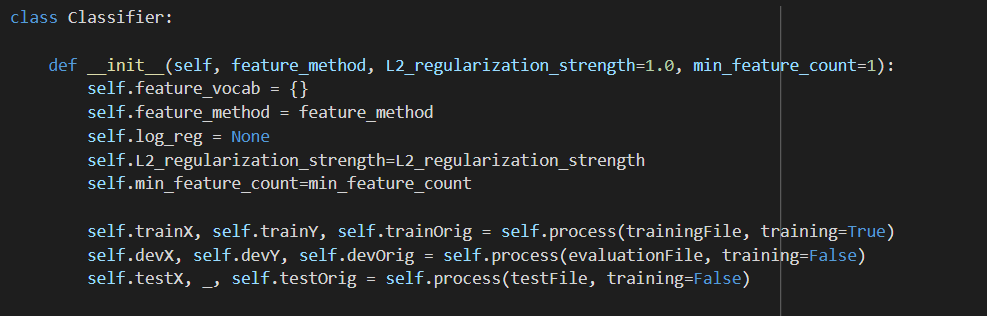 class Classifier:
def __init__(self, feature_method, L2_regularization_strength=1.0, min_feature_count=1):
self.feature_vocab = {}
self.feature_method = feature_method
self.log_reg = None
self.L2_regularization_strength=L2_regularization_strength
self.min_feature_count=min_feature_count
self.trainX, self.trainY, self.trainOrig = self.process(trainingFile, training=True)
self.devX, self.devY, self.devOrig = self.process(evaluationFile, training=False)
self.testX, _, self.testOrig = self.process(testFile, training=False)